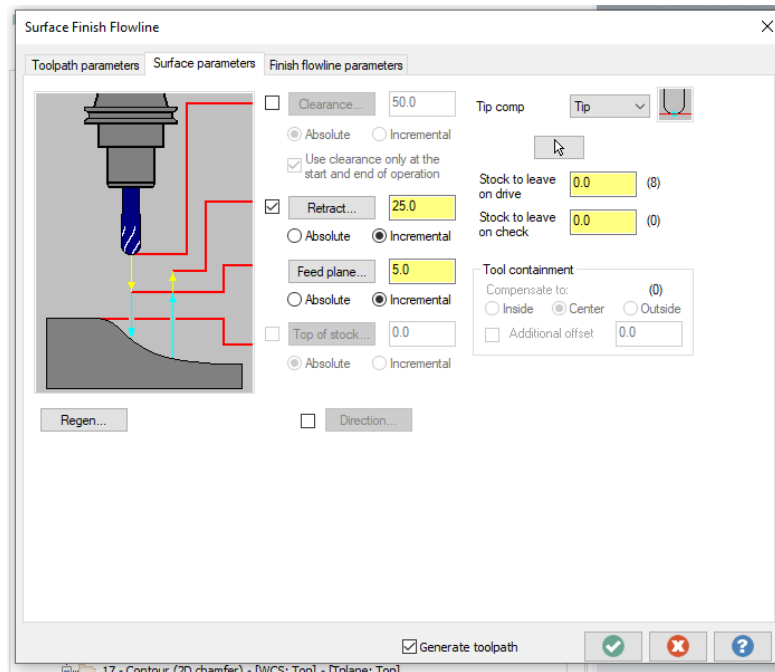 Surface Finish Flowline
Toolpath parameters Surface parameters Finish flowline parameters
Clearance... 50.0
Absolute Incremental
Use clearance only at the
start and end of operation
Retract... 25.0
Absolute Incremental
Feed plane... 5.0
Absolute Incremental
Top of stock... 0.0
Absolute Incremental
Regen... Direction...
Tip comp Tip
Stock to leave
on drive 0.0 (8)
Stock to leave
on check 0.0 (0)
Tool containment
Compensate to: (0)
Inside Center Outside
Additional offset 0.0
Generate toolpath
17 - Contour (2D chamfer) - [WCS: Top] - [Tplane: Top]